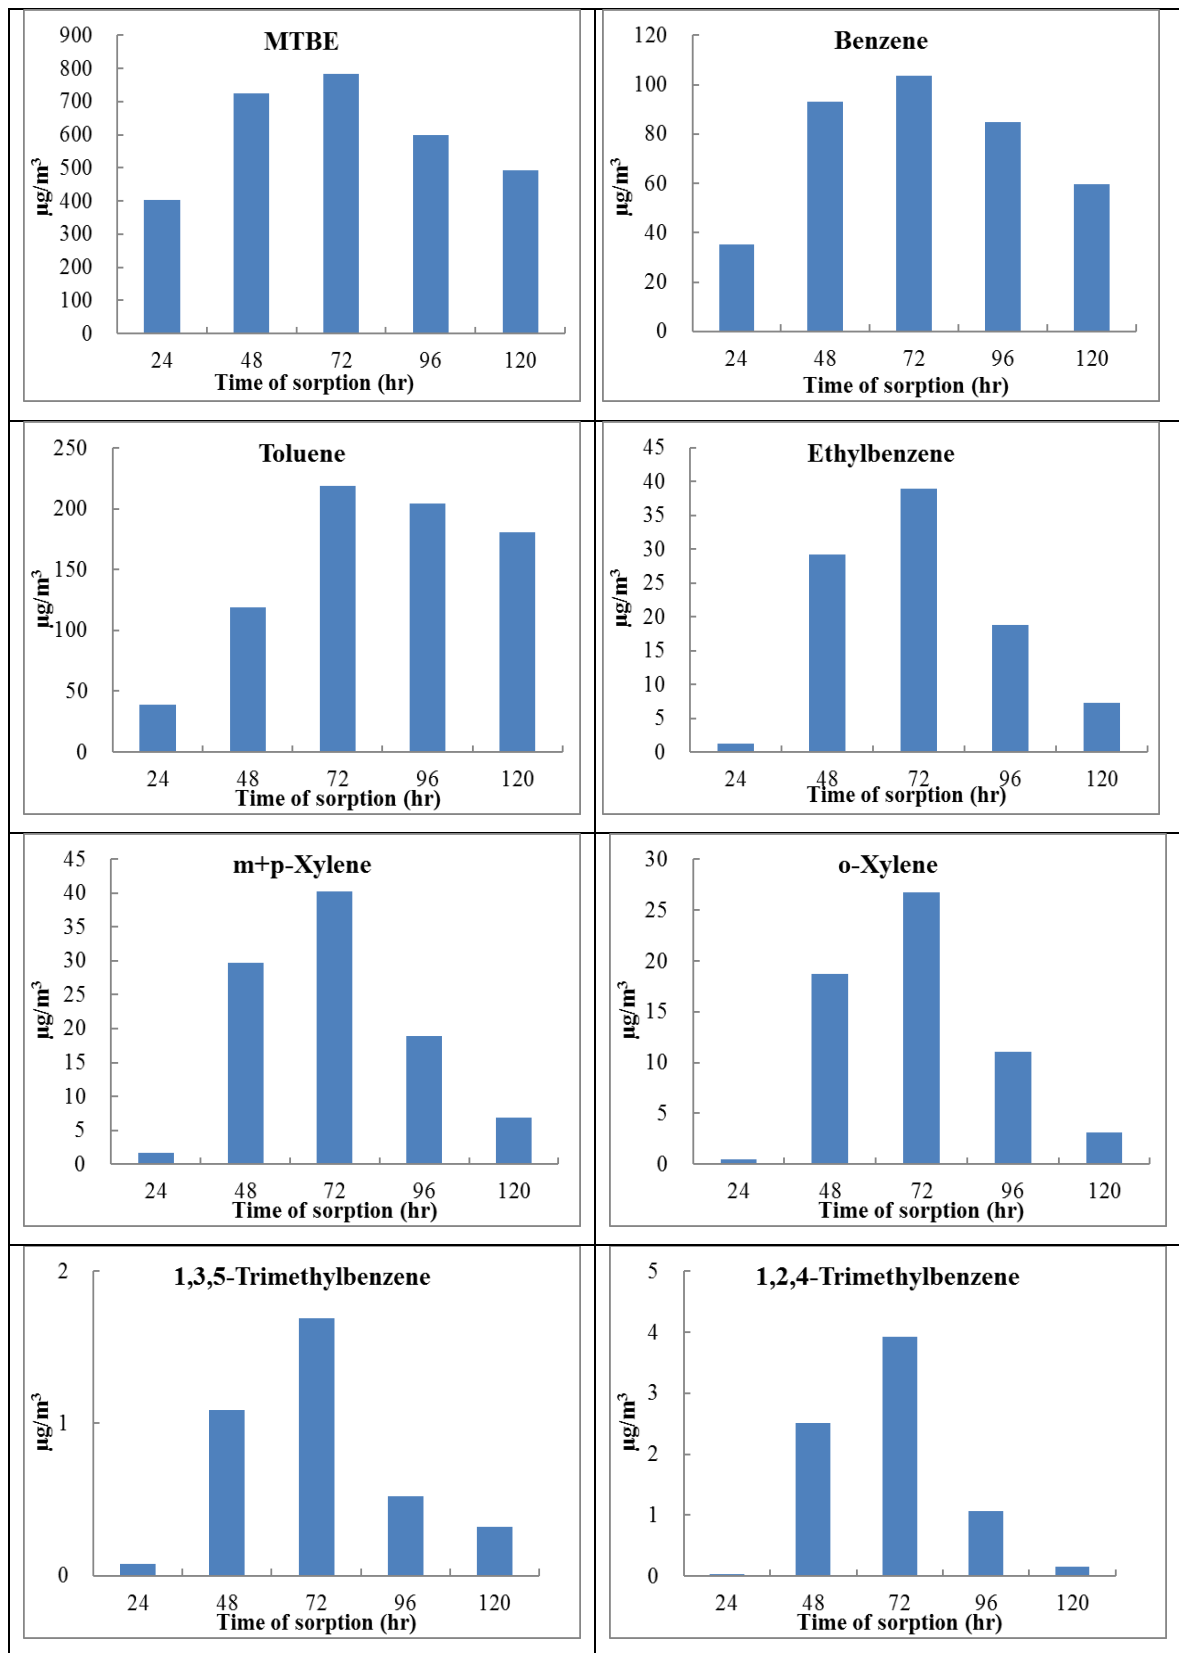 MTBE
900
800
700
600
500
400
300
200
100
0
µg/m³
24 48 72 96 120
Time of sorption (hr)
Benzene
120
100
80
60
40
20
0
µg/m³
24 48 72 96 120
Time of sorption (hr)
Toluene
250
200
150
100
50
0
µg/m³
24 48 72 96 120
Time of sorption (hr)
Ethylbenzene
45
40
35
30
25
20
15
10
5
0
µg/m³
24 48 72 96 120
Time of sorption (hr)
m+p-Xylene
45
40
35
30
25
20
15
10
5
0
µg/m³
24 48 72 96 120
Time of sorption (hr)
o-Xylene
30
25
20
15
10
5
0
µg/m³
24 48 72 96 120
Time of sorption (hr)
1,3,5-Trimethylbenzene
2
1
0
µg/m³
24 48 72 96 120
Time of sorption (hr)
1,2,4-Trimethylbenzene
5
4
3
2
1
0
µg/m³
24 48 72 96 120
Time of sorption (hr)